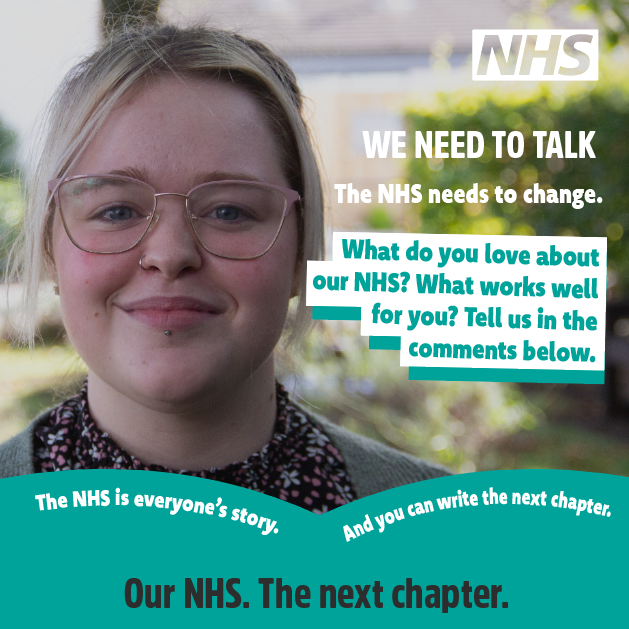 NHS
WE NEED TO TALK
The NHS needs to change.
What do you love about
our NHS? What works well
for you? Tell us in the
comments below.
The NHS is everyone's story.
And you can write the next chapter.
Our NHS. The next chapter.